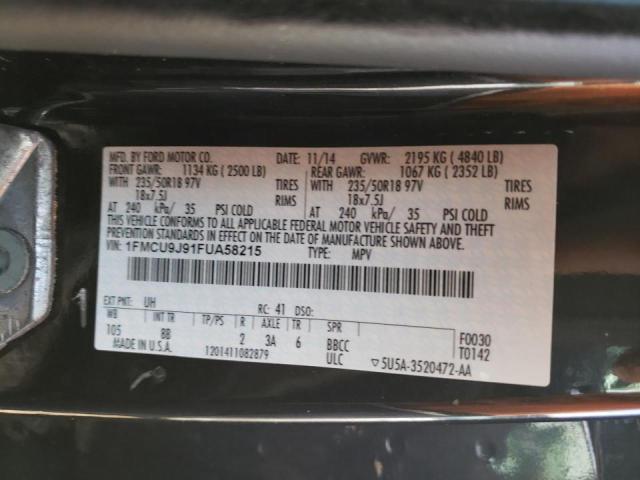 MFD. BY FORD MOTOR CO. DATE: 11/14 GVWR: 2195 KG ( 4840 LB)
FRONT GAWR: 1134 KG ( 2500 LB) REAR GAWR: 1067 KG ( 2352 LB)
WITH 235/50R18 97V TIRES WITH 235/50R18 97V TIRES
18x7.5J RIMS 18x7.5J RIMS
AT 240 kPa/ 35 PSI COLD AT 240 kPa/ 35 PSI COLD
THIS VEHICLE CONFORMS TO ALL APPLICABLE FEDERAL MOTOR VEHICLE SAFETY AND THEFT
PREVENTION STANDARDS IN EFFECT ON THE DATE OF MANUFACTURE SHOWN ABOVE.
VIN: 1FMCU9J91FUA58215 TYPE: MPV
EXT PNT: UH RC: 41 DSO:
WB INT TR TP/PS R AXLE TR SPR F0030
105 8B 2 3A 6 BBCC T0142
MADE IN U.S.A. 1201411082879 ULC ▽5U5A-3520472-AA